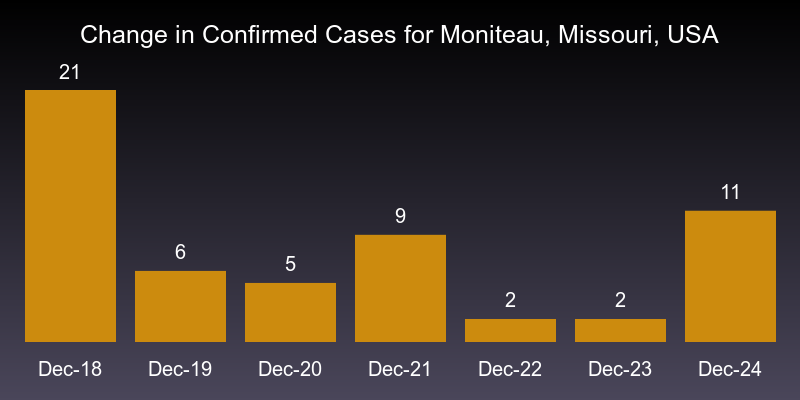 Change in Confirmed Cases for Moniteau, Missouri, USA
21
6
5
9
2
2
11
Dec-18
Dec-19
Dec-20
Dec-21
Dec-22
Dec-23
Dec-24